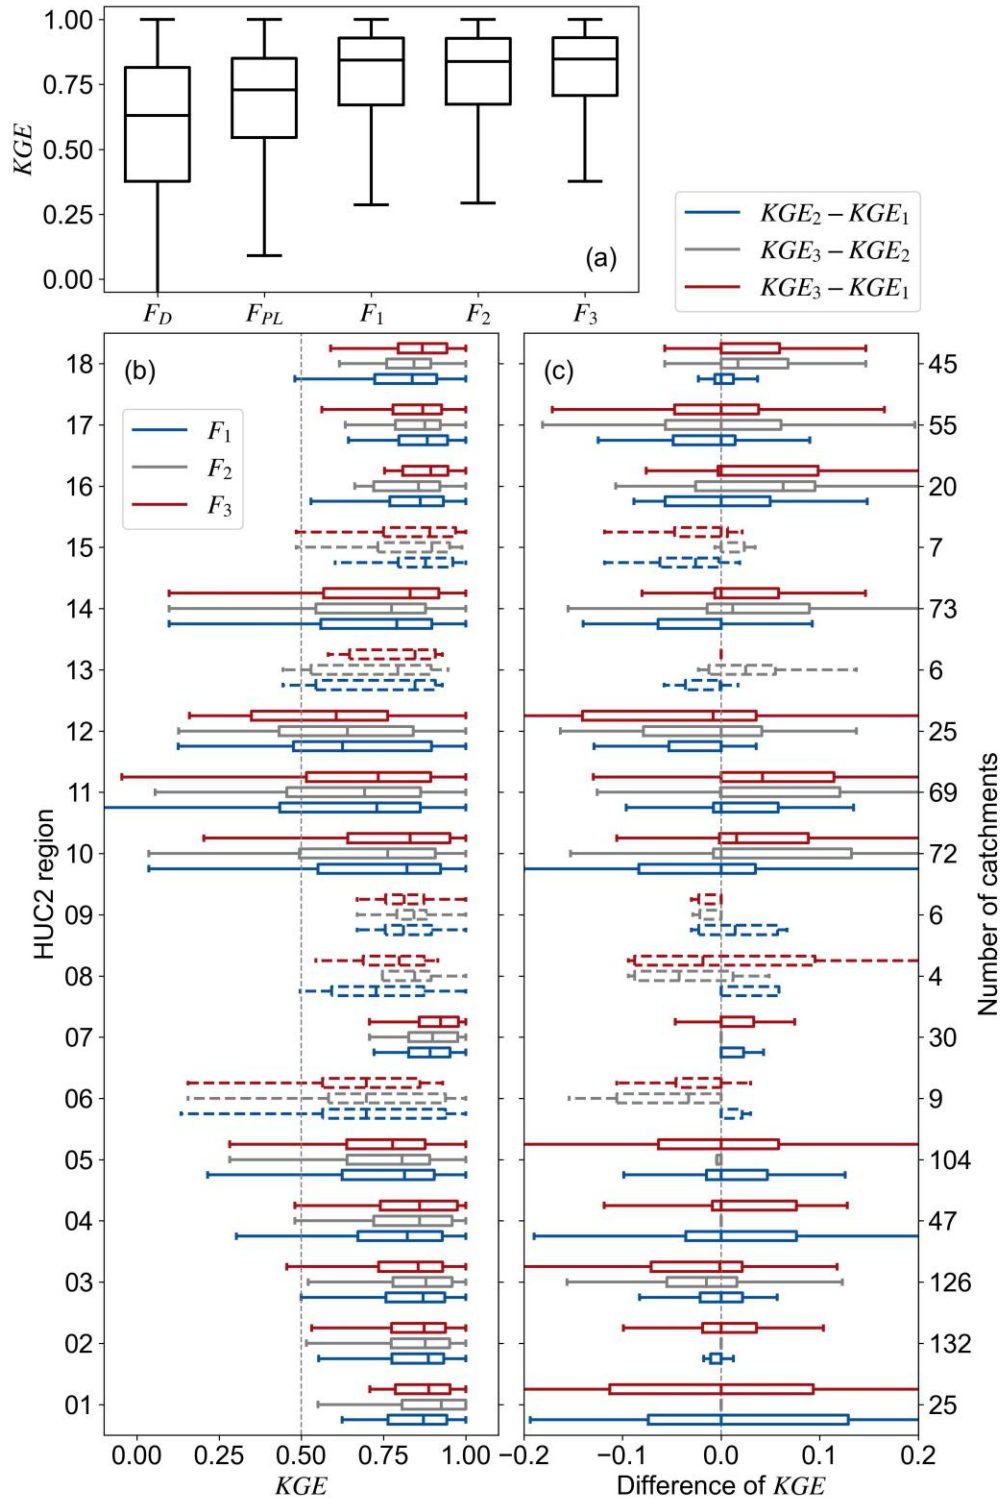 1.00
0.75
0.50
0.25
0.00
KGE
(a)
F_D F_PL F_1 F_2 F_3
KGE_2 − KGE_1
KGE_3 − KGE_2
KGE_3 − KGE_1
(b)
F_1
F_2
F_3
HUC2 region
18
17
16
15
14
13
12
11
10
09
08
07
06
05
04
03
02
01
0.00 0.25 0.50 0.75 1.00
KGE
(c)
45
55
20
7
73
6
25
69
72
6
4
30
9
104
47
126
132
25
Number of catchments
−0.2 −0.1 0.0 0.1 0.2
Difference of KGE